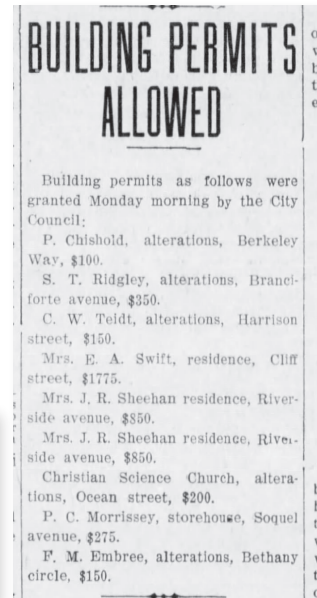 BUILDING PERMITS
ALLOWED
Building permits as follows were
granted Monday morning by the City
Council:
P. Chishold, alterations, Berkeley
Way, $100.
S. T. Ridgley, alterations, Branci-
forte avenue, $350.
C. W. Teidt, alterations, Harrison
street, $150.
Mrs. E. A. Swift, residence, Cliff
street, $1775.
Mrs. J. R. Sheehan residence, River-
side avenue, $850.
Mrs. J. R. Sheehan residence, River-
side avenue, $850.
Christian Science Church, altera-
tions, Ocean street, $200.
P. C. Morrissey, storehouse, Soquel
avenue, $275.
F. M. Embree, alterations, Bethany
circle, $150.